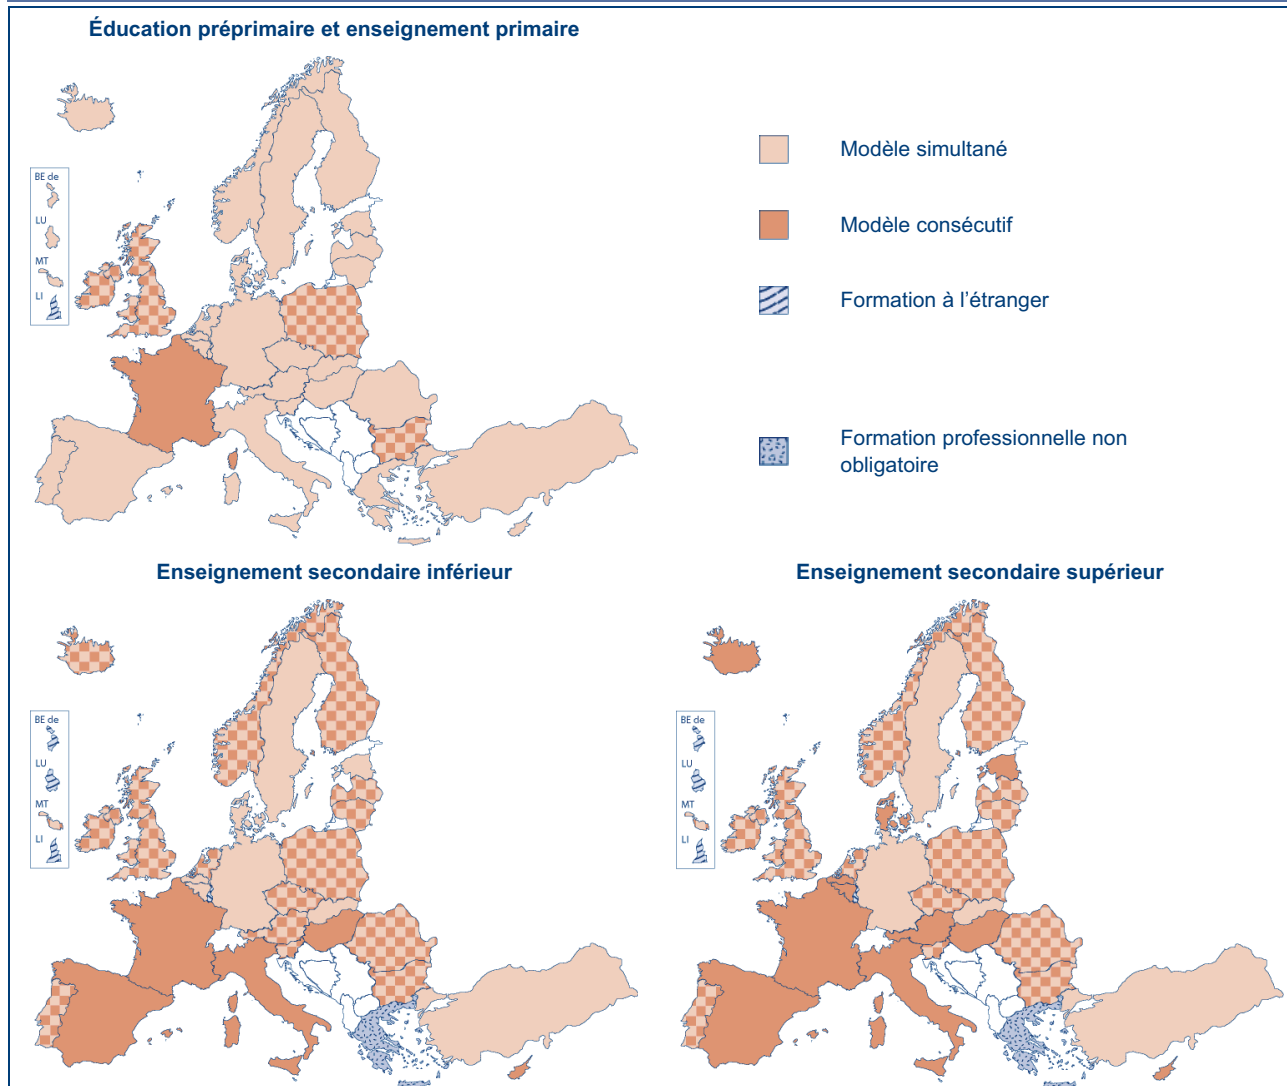 Éducation préprimaire et enseignement primaire
BE de
LU
MT
LI
Modèle simultané
Modèle consécutif
Formation à l'étranger
Formation professionnelle non
obligatoire
Enseignement secondaire inférieur
BE de
LU
MT
LI
Enseignement secondaire supérieur
BE de
LU
MT
LI